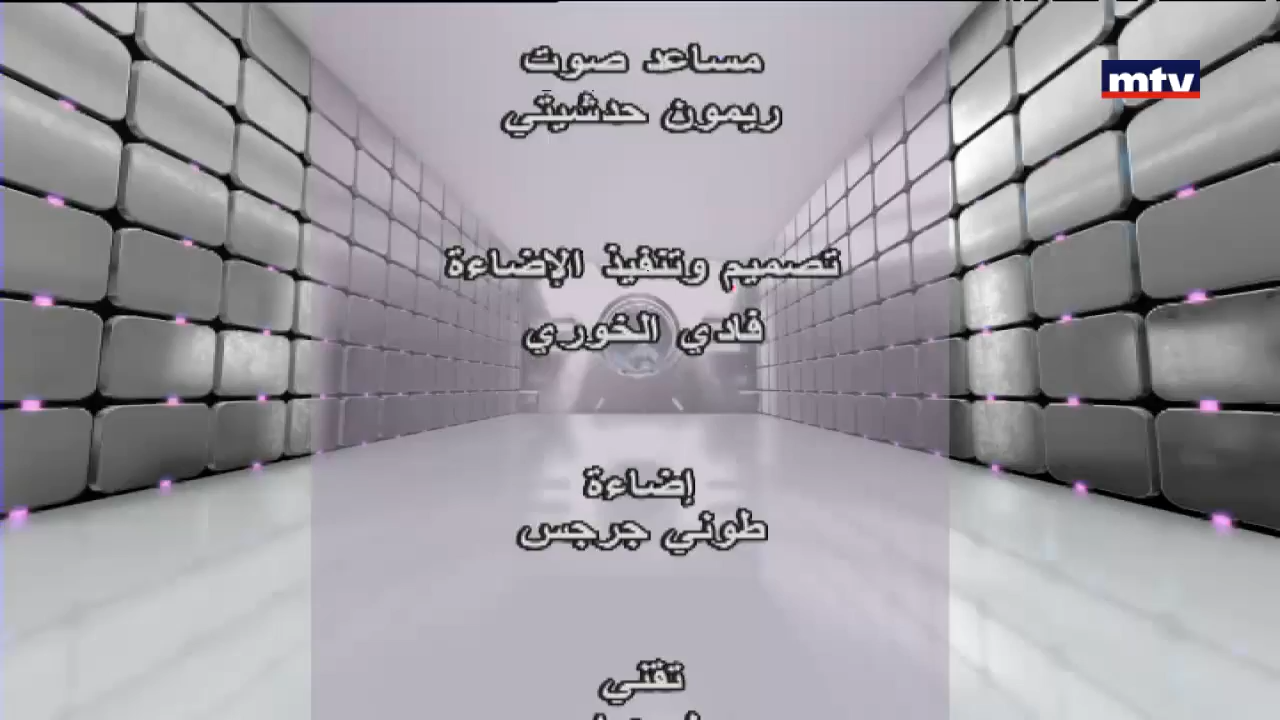 مساعد صوت
mtv
ريمون حدشيتي
تصميم وتنفيذ الإضاءة
فادي الخوري
إضاءة
طوني جرجس
تقني